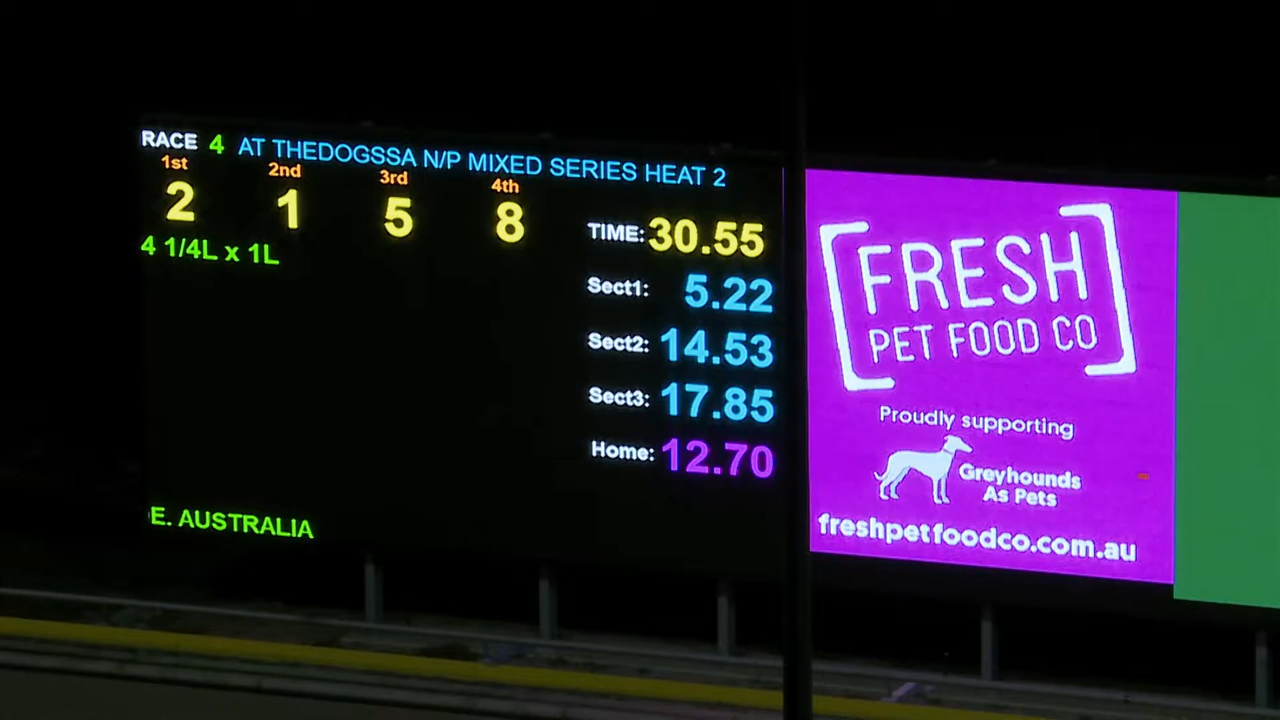 RACE 4 AT THEDOGSSA N/P MIXED SERIES HEAT 2
1st 2nd 3rd 4th
2 1 5 8
4 1/4L x 1L
TIME: 30.55
Sect1: 5.22
Sect2: 14.53
Sect3: 17.85
Home: 12.70
E. AUSTRALIA
FRESH
PET FOOD CO
Proudly supporting
Greyhounds
As Pets
freshpetfoodco.com.au